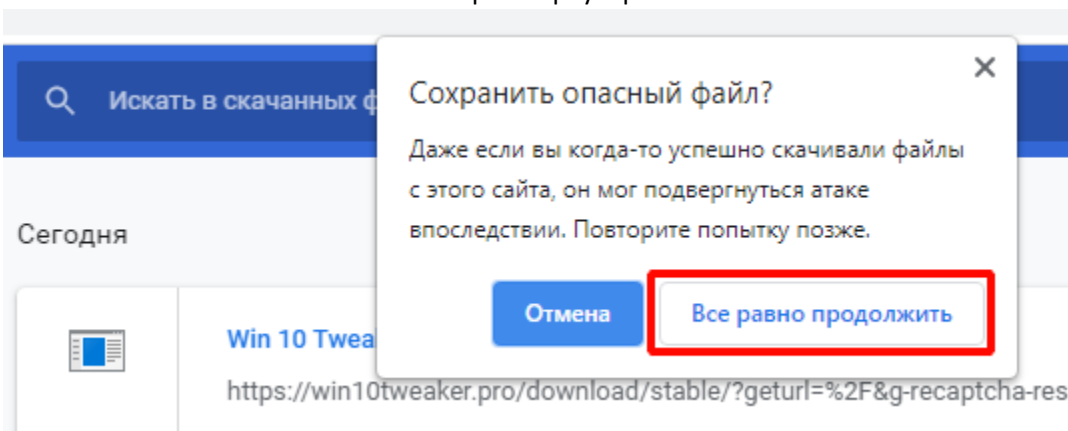 Искать в скачанных ф
Сохранить опасный файл?
Даже если вы когда-то успешно скачивали файлы
с этого сайта, он мог подвергнуться атаке
впоследствии. Повторите попытку позже.
Отмена
Все равно продолжить
Сегодня
Win 10 Twea
https://win10tweaker.pro/download/stable/?geturl=%2F&g-recaptcha-res